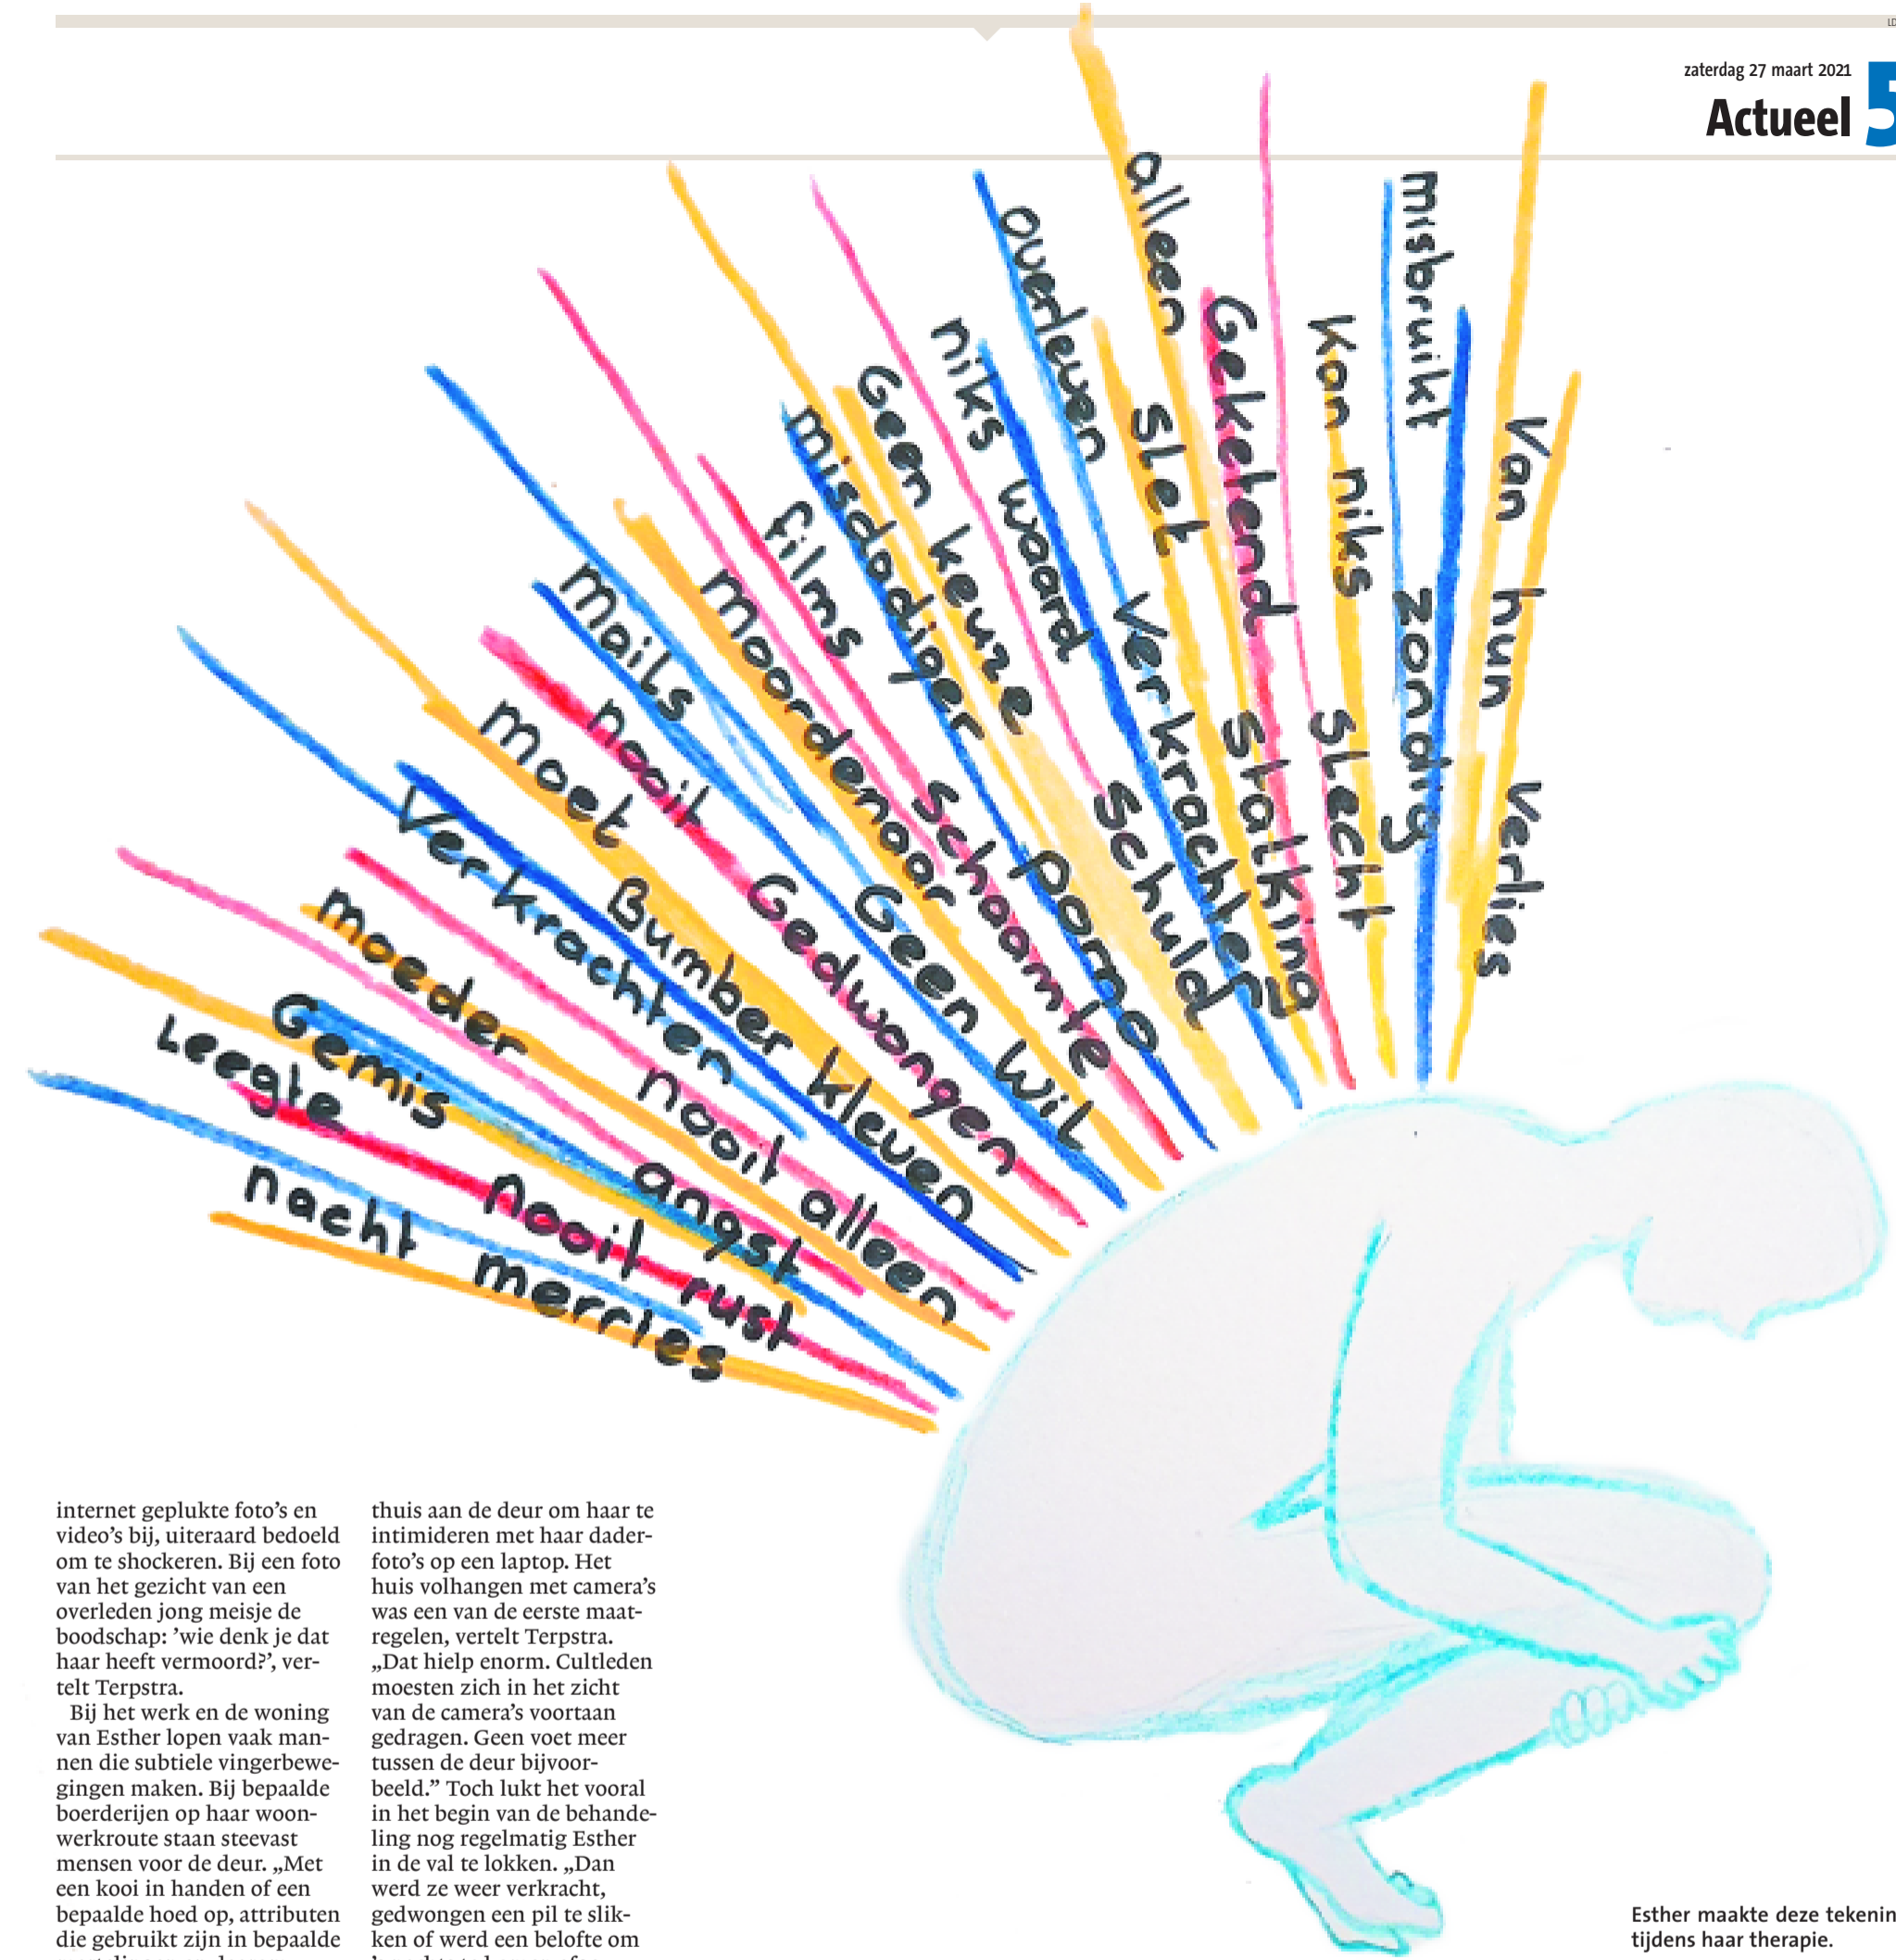 zaterdag 27 maart 2021
Actueel 5
alleen
misbruikt
overleven
Gekekend
kan niks
niks waard
Slet
Van hun verlies
Geen keuze
misdadiger
films
zondig
Verkrachter
mails
moordenaar
Stalking
Slecht
nooit Gedwongen
moet Bumber kleven
Schaamte
porno
Schuld
Verkrachten
Geen wil
moeder
nooit alleen
Gemis
angst
Leegte
nooit rust
nacht merries
internet geplukte foto's en
video's bij, uiteraard bedoeld
om te shockeren. Bij een foto
van het gezicht van een
overleden jong meisje de
boodschap: 'wie denk je dat
haar heeft vermoord?', ver-
telt Terpstra.
Bij het werk en de woning
van Esther lopen vaak man-
nen die subtiele vingerbewe-
gingen maken. Bij bepaalde
boerderijen op haar woon-
werkroute staan steevast
mensen voor de deur. „Met
een kooi in handen of een
bepaalde hoed op, attributen
die gebruikt zijn in bepaalde
thuis aan de deur om haar te
intimideren met haar dader-
foto's op een laptop. Het
huis volhangen met camera's
was een van de eerste maat-
regelen, vertelt Terpstra.
„Dat hielp enorm. Cultleden
moesten zich in het zicht
van de camera's voortaan
gedragen. Geen voet meer
tussen de deur bijvoor-
beeld.” Toch lukt het vooral
in het begin van de behande-
ling nog regelmatig Esther
in de val te lokken. „Dan
werd ze weer verkracht,
gedwongen een pil te slik-
ken of werd een belofte om
Esther maakte deze tekenin
tijdens haar therapie.